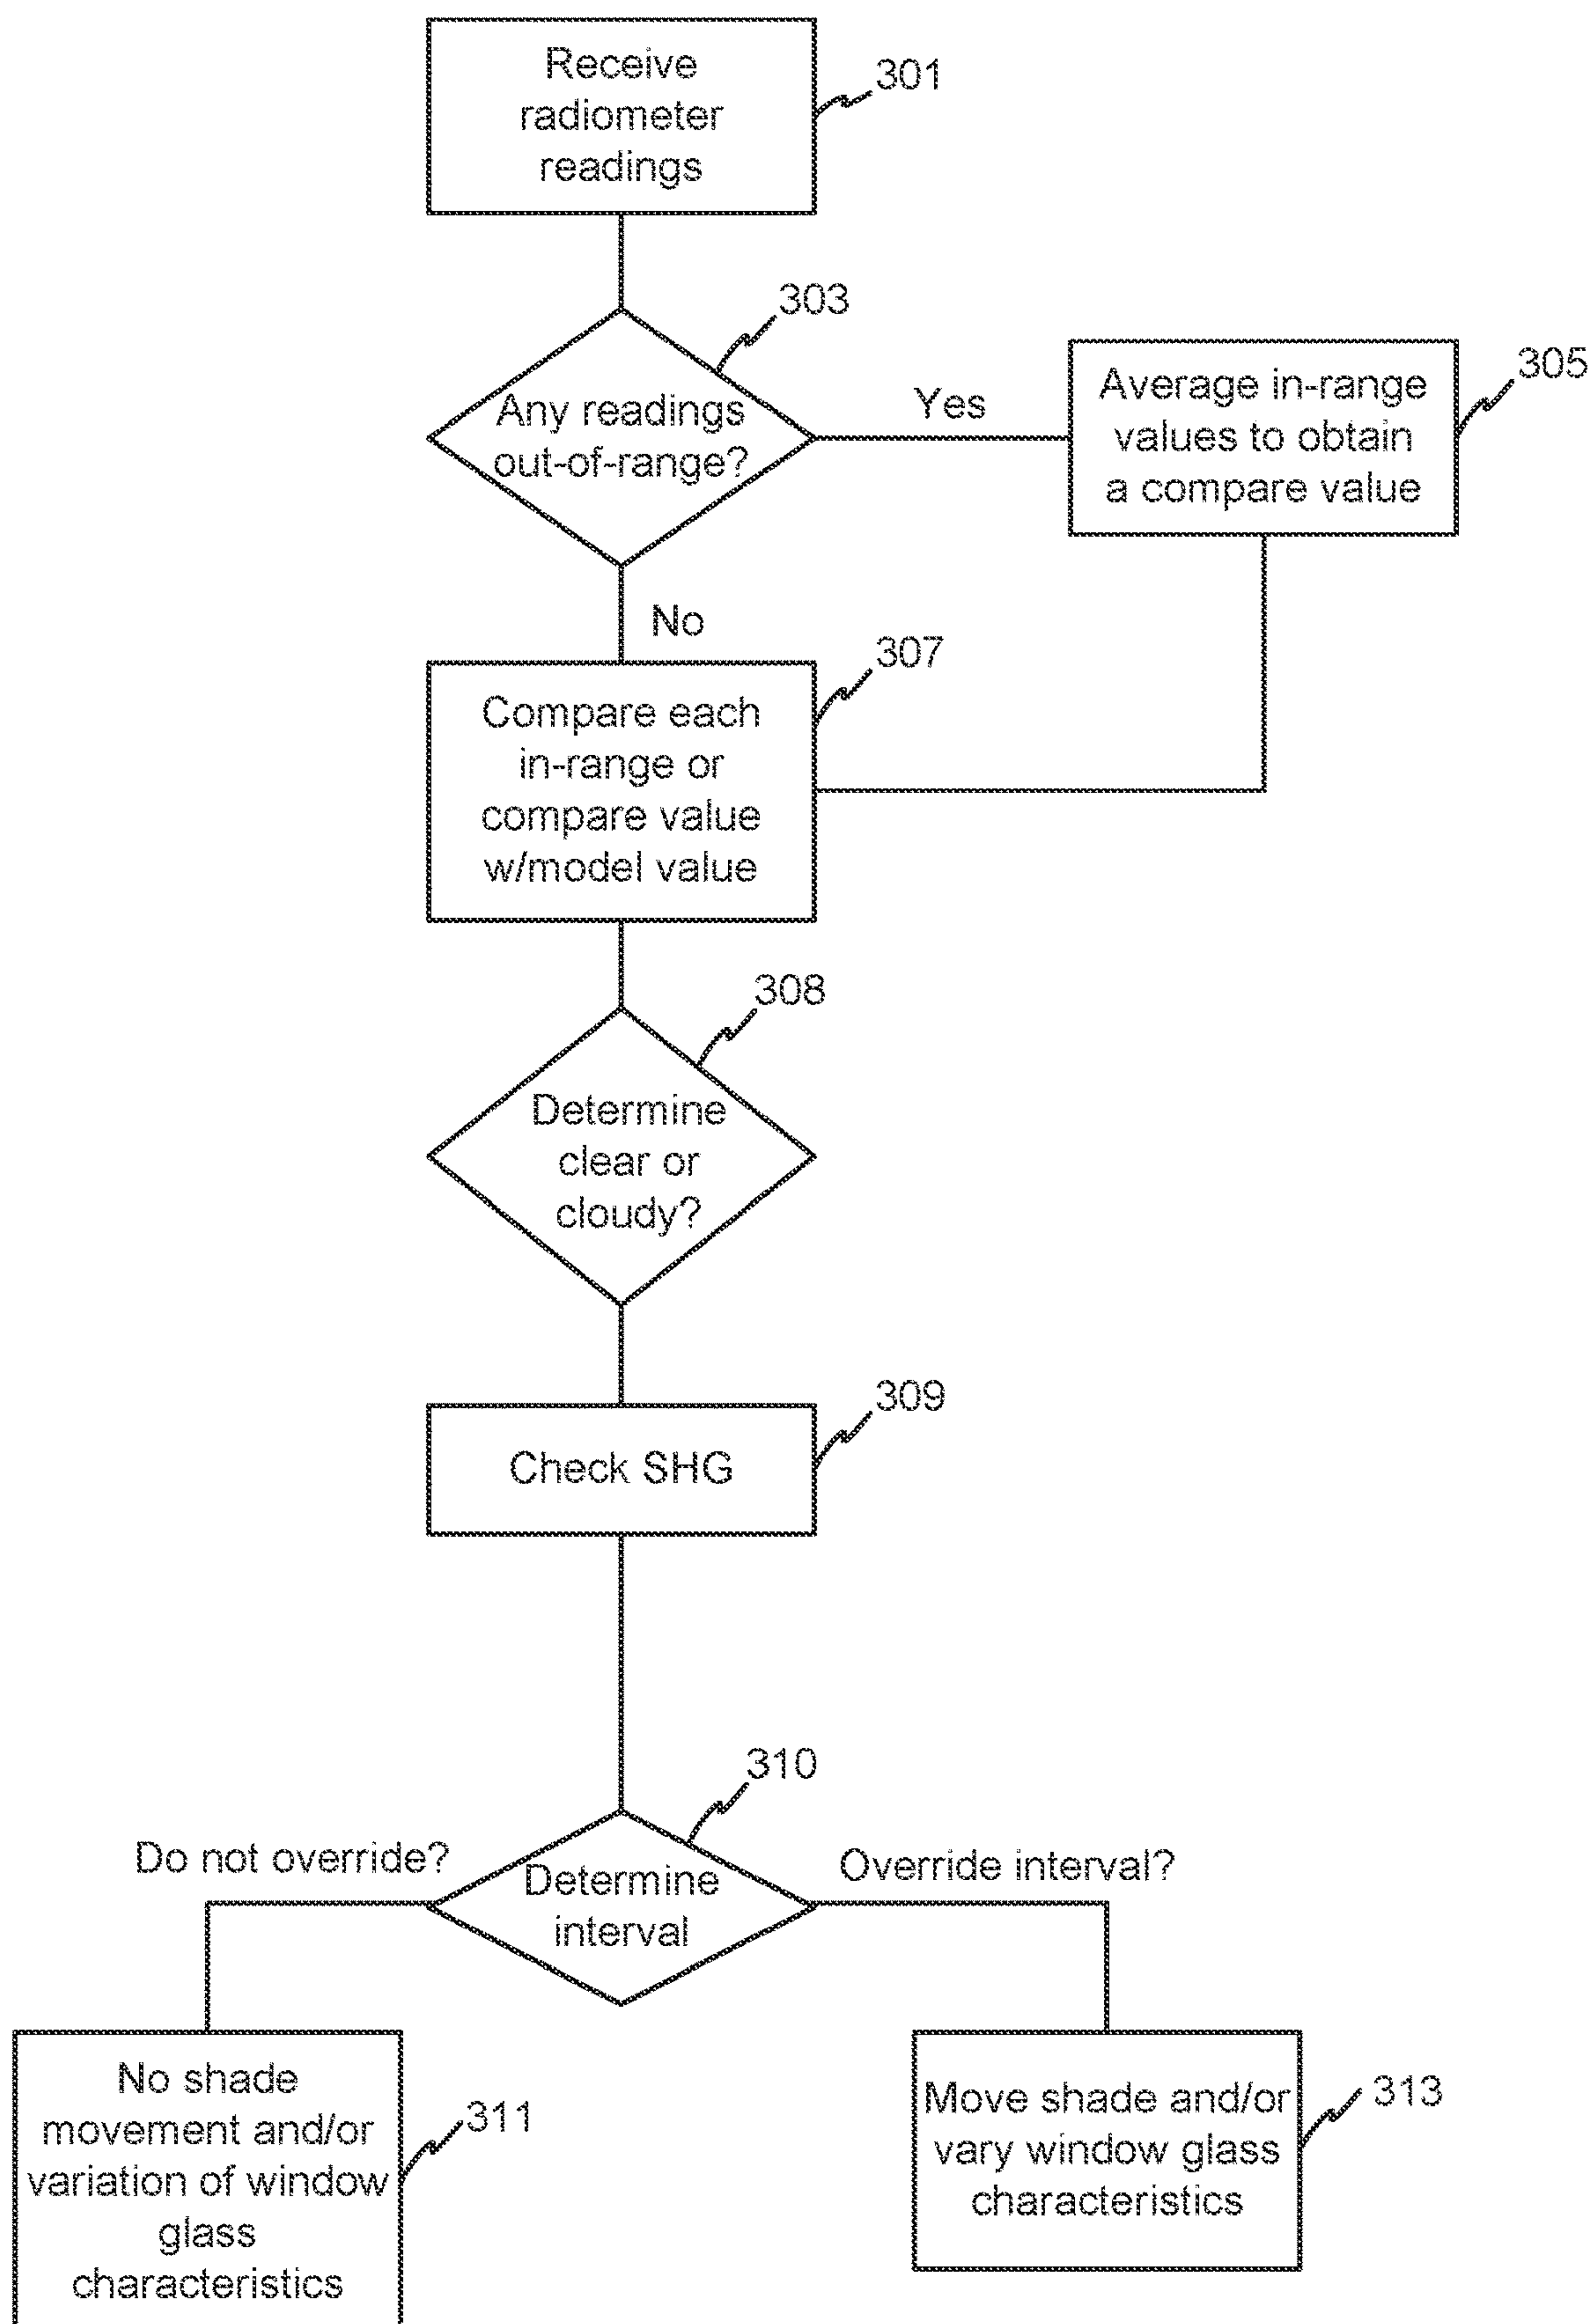 Receive
radiometer
readings
301
303
Any readings
out-of-range?
Yes
Average in-range
values to obtain
a compare value
305
No
307
Compare each
in-range or
compare value
w/model value
308
Determine
clear or
cloudy?
309
Check SHG
310
Do not override?
Determine
interval
Override interval?
No shade
movement and/or
variation of window
glass
characteristics
311
Move shade and/or
vary window glass
characteristics
313